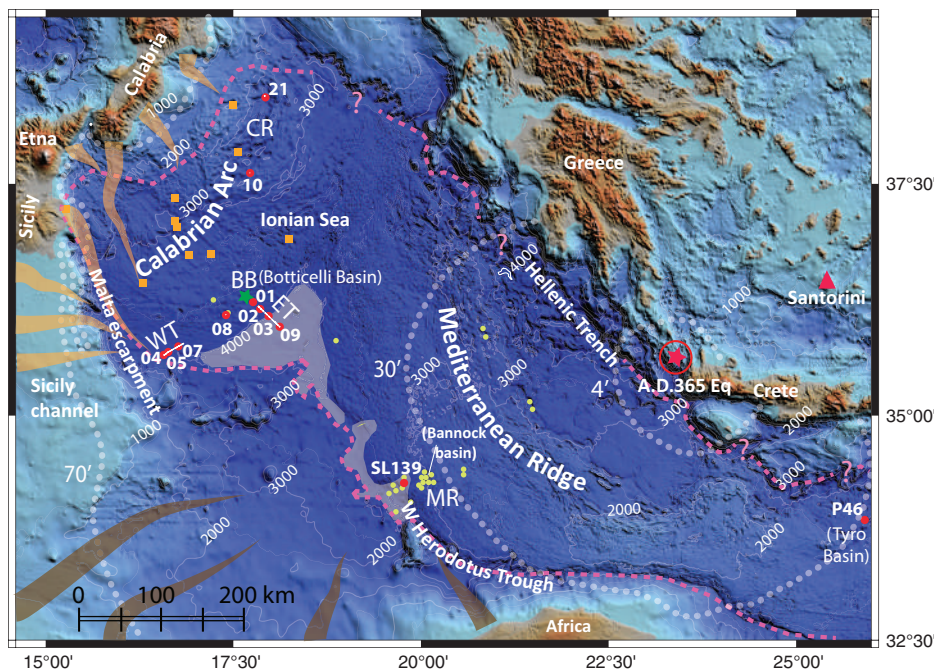 Calabria
21
1000
3000
?
CR
2000
Etna
Greece
10
37°30'
3000
Calabrian Arc
Sicily
Ionian Sea
?
4000
Hellenic Trench
1000
Santorini
BB (Botticelli Basin)
01
02
ET
03
08
09
4000
Malta escarpment
WT
04
07
05
Mediterranean Ridge
30’
3000
3000
4’
A.D.365 Eq
Crete
Sicily
channel
3000
3000
2000
35°00'
1000
(Bannock
basin)
?
3000
?
70’
SL139
MR
3000
2000
P46
(Tyro
Basin)
2000
2000
2000
W Herodotus Trough
0
100
200 km
Africa
32°30'
15°00'
17°30'
20°00'
22°30'
25°00'